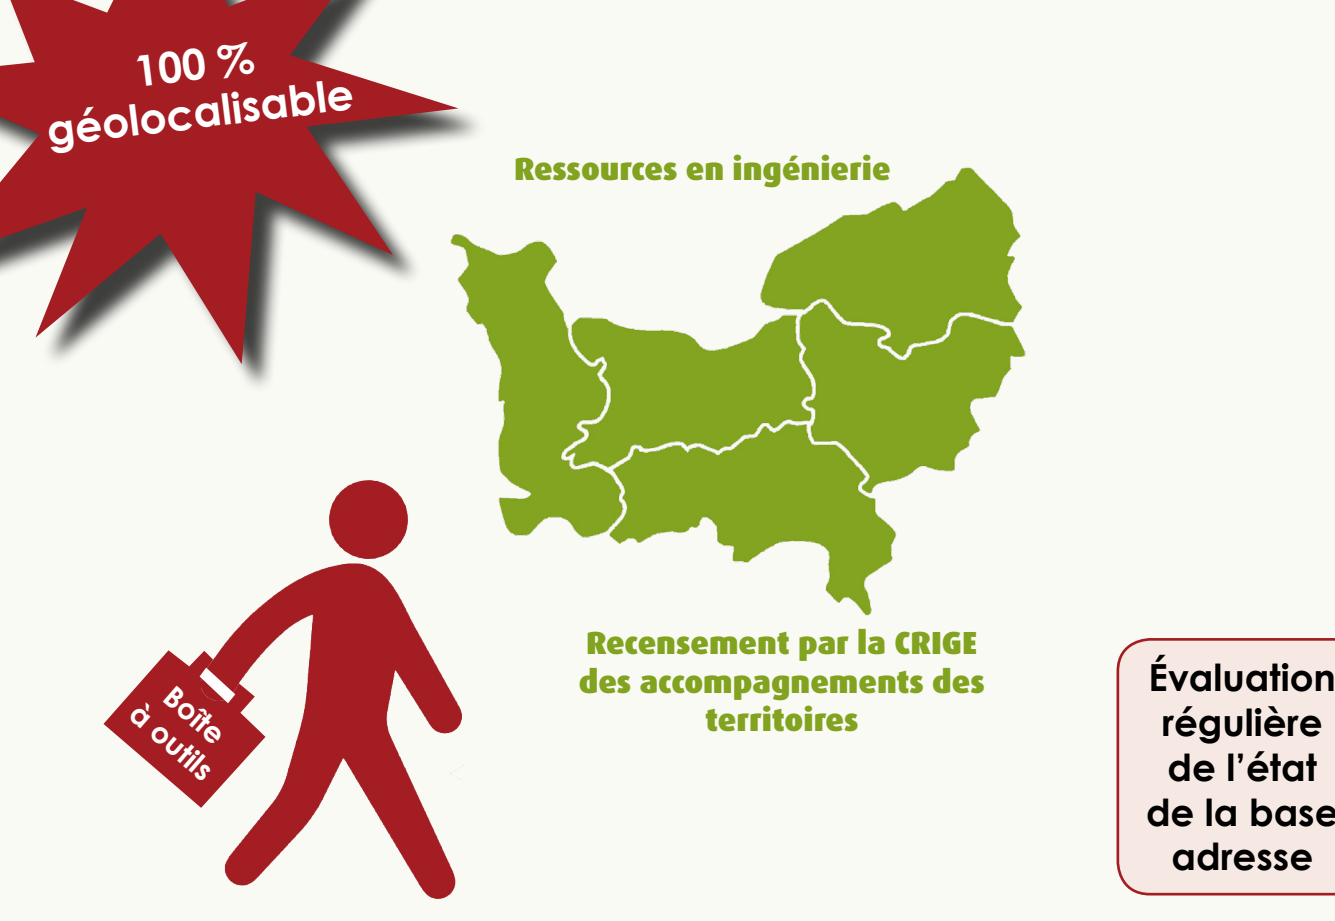 100 %
géolocalisable
Ressources en ingénierie
Recensement par la CRIGE
des accompagnements des
territoires
Boîte
à outils
Évaluation
régulière
de l’état
de la base
adresse